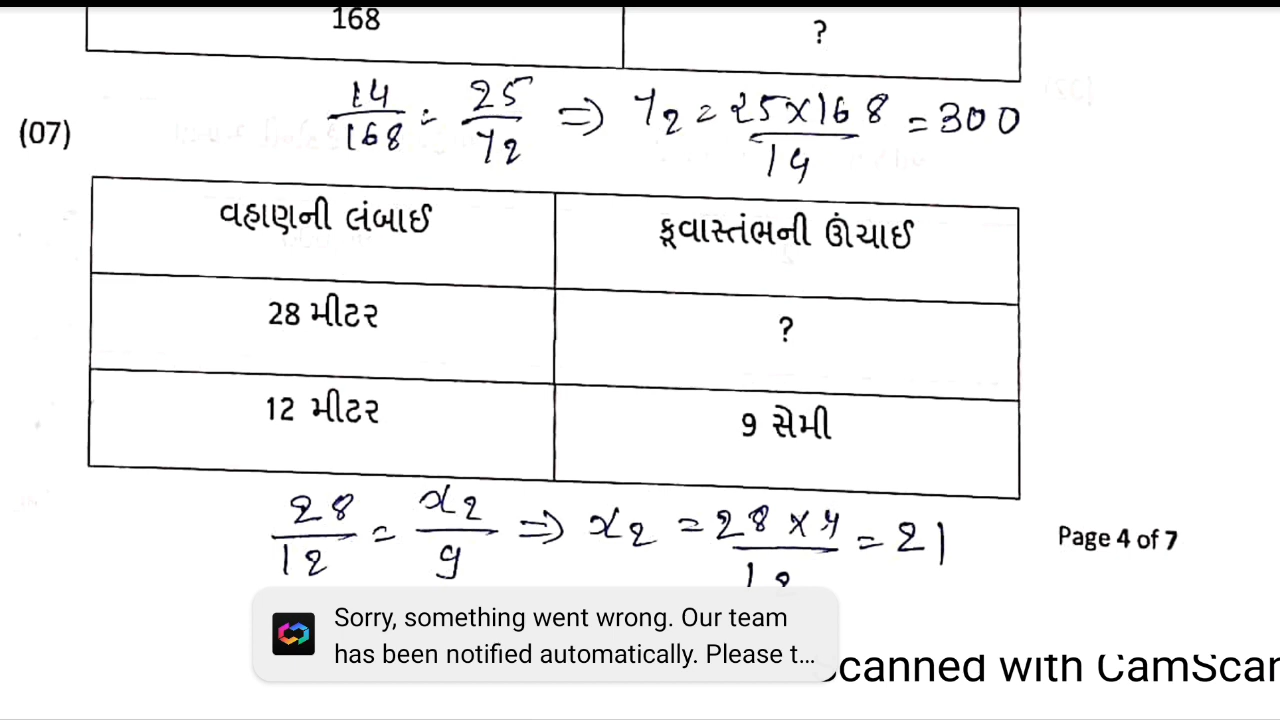 168 ?
14/168 = 25/Y2 => Y2 = 25×168/14 = 300
(07)
વહાણની લંબાઈ કૂવાસ્તંભની ઊંચાઈ
28 મીટર ?
12 મીટર 9 સેમી
28/12 = x2/9 => x2 = 28×9/12 = 21
Page 4 of 7
Sorry, something went wrong. Our team
has been notified automatically. Please t...
scanned with CamScan